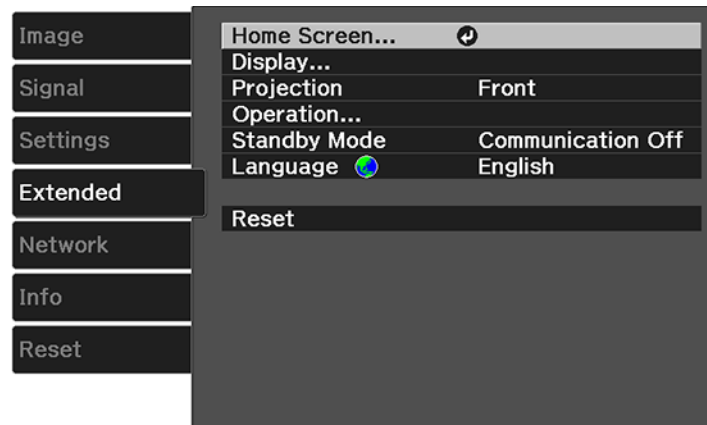 Image
Signal
Settings
Extended
Network
Info
Reset
Home Screen...
Display...
Projection Front
Operation...
Standby Mode Communication Off
Language English
Reset